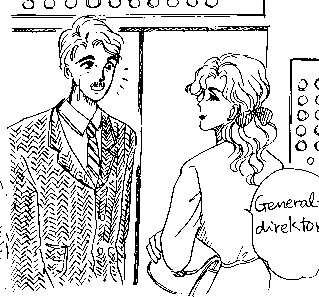 General-
direktor